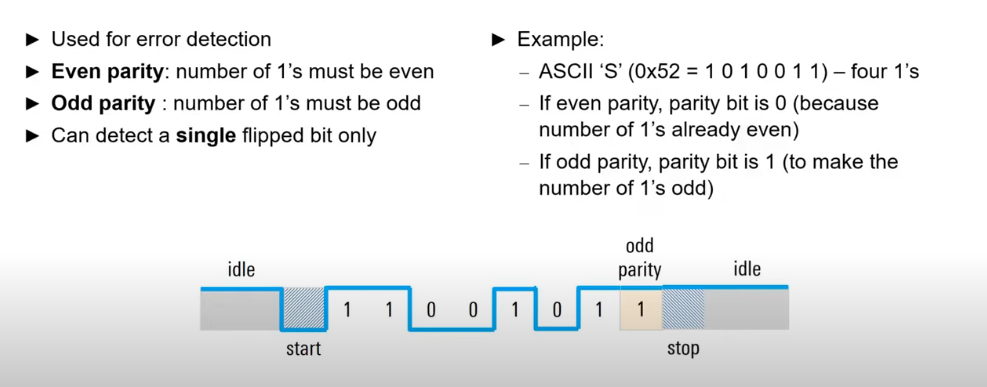 ► Used for error detection
► Even parity: number of 1's must be even
► Odd parity : number of 1's must be odd
► Can detect a single flipped bit only
► Example:
– ASCII 'S' (0x52 = 1 0 1 0 0 1 1) – four 1's
– If even parity, parity bit is 0 (because
number of 1's already even)
– If odd parity, parity bit is 1 (to make the
number of 1's odd)
odd
idle parity idle
1 1 0 0 1 0 1 1
start stop